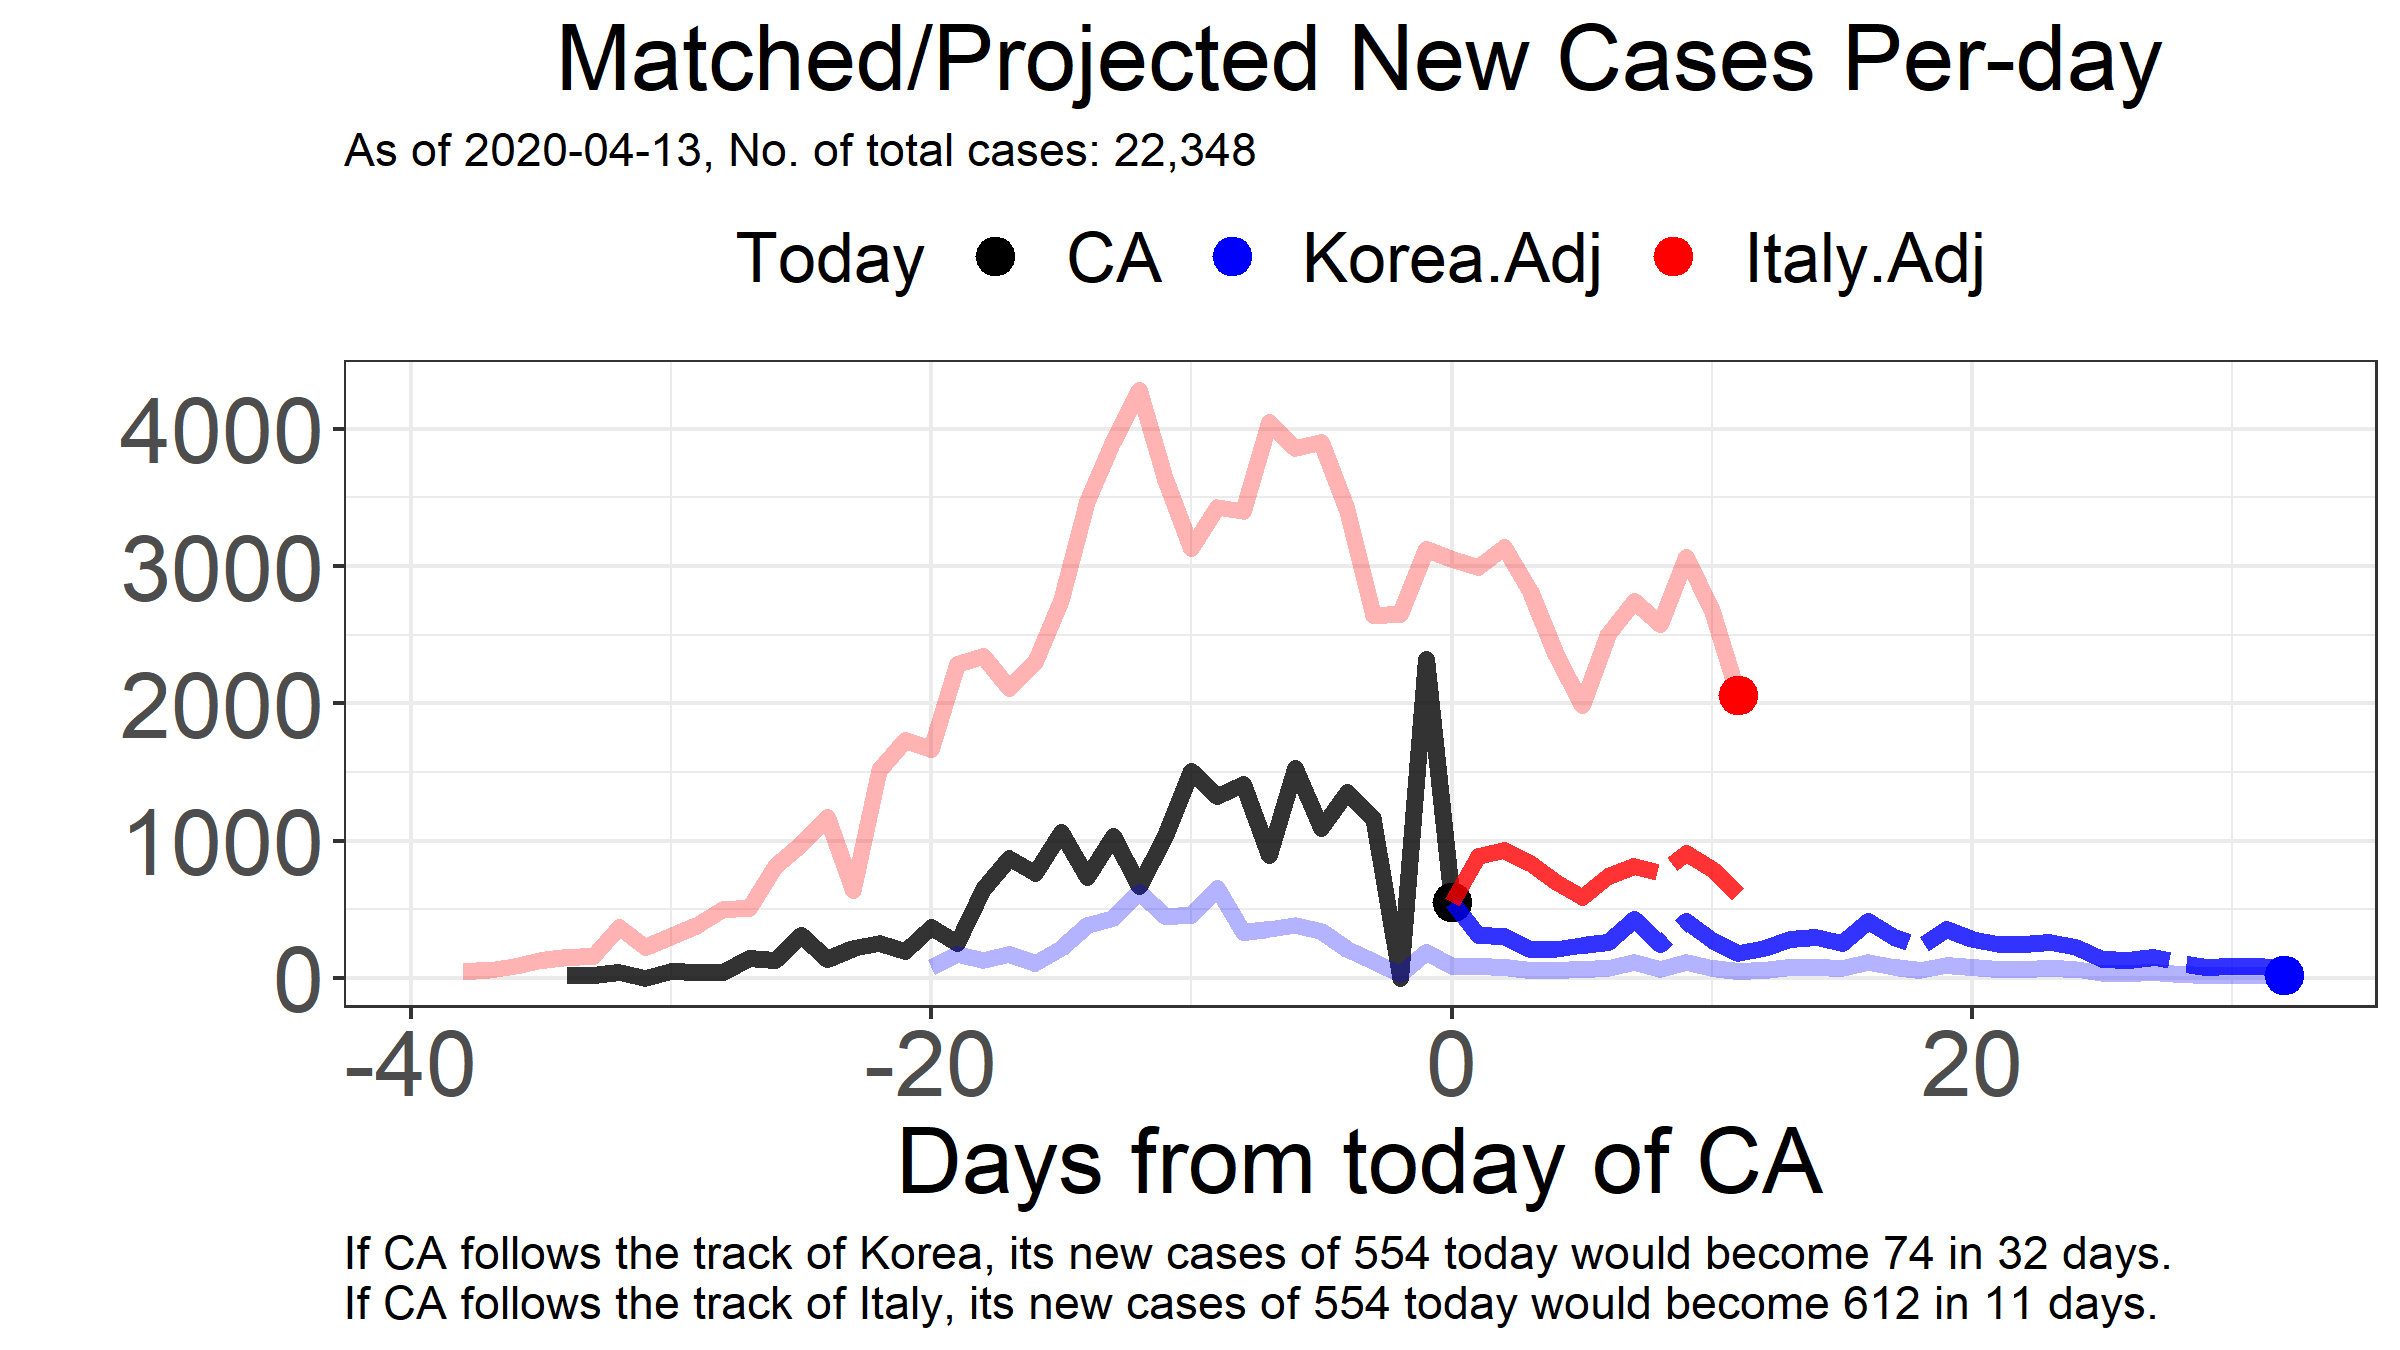 Matched/Projected New Cases Per-day
As of 2020-04-13, No. of total cases: 22,348
Today CA Korea.Adj Italy.Adj
4000
3000
2000
1000
0
-40 -20 0 20
Days from today of CA
If CA follows the track of Korea, its new cases of 554 today would become 74 in 32 days.
If CA follows the track of Italy, its new cases of 554 today would become 612 in 11 days.